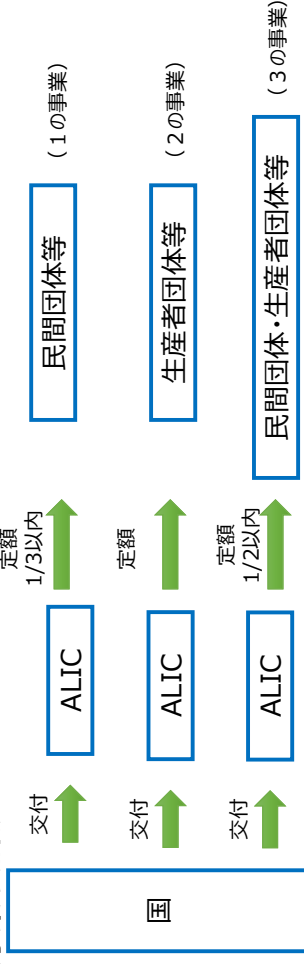 国
交付
ALIC
定額
1/3以内
民間団体等
（１の事業）
交付
ALIC
定額
生産者団体等
（２の事業）
交付
ALIC
定額
1/2以内
民間団体・生産者団体等
（３の事業）